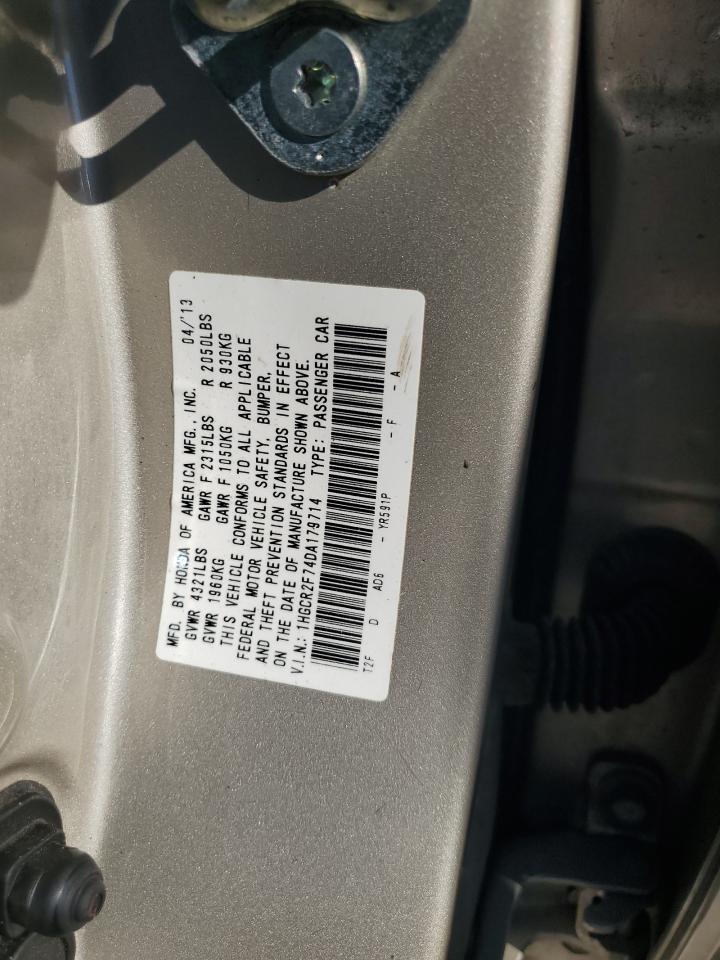 MFD. BY HONDA OF AMERICA MFG., INC. 04/'13
GVWR 4321LBS GAWR F 2315LBS R 2050LBS
GVWR 1960KG GAWR F 1050KG R 930KG
THIS VEHICLE CONFORMS TO ALL APPLICABLE
FEDERAL MOTOR VEHICLE SAFETY, BUMPER,
AND THEFT PREVENTION STANDARDS IN EFFECT
ON THE DATE OF MANUFACTURE SHOWN ABOVE.
V.I.N.: 1HGCR2F74DA179714 TYPE: PASSENGER CAR
T2F D AD6 - YR591P - F - A